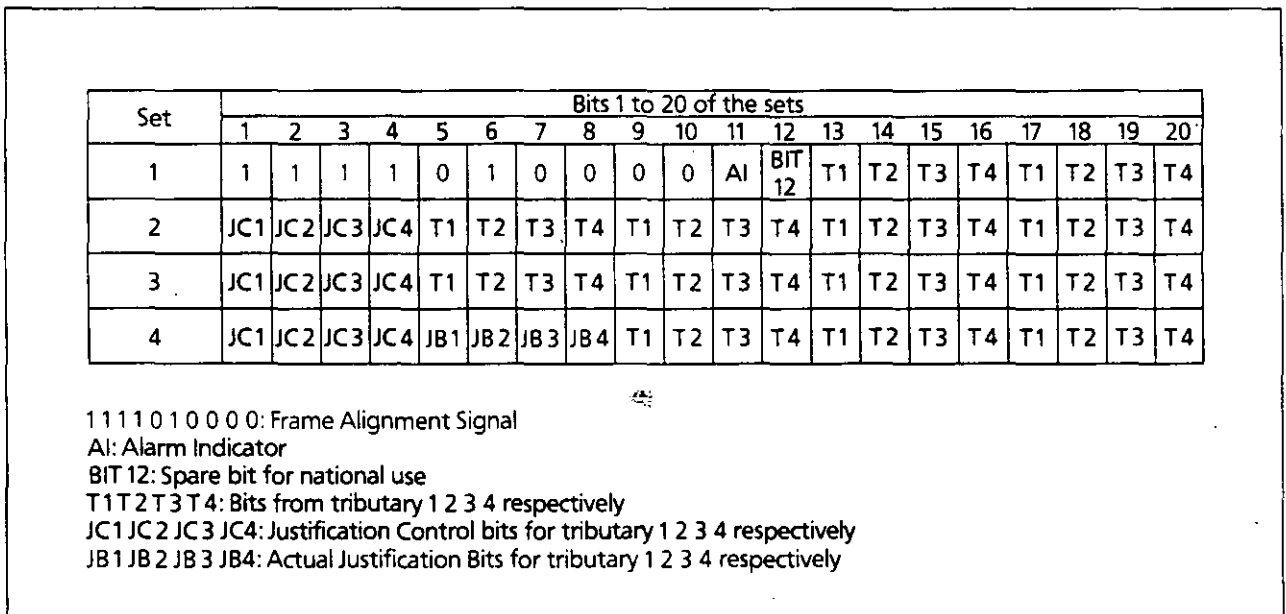 Set Bits 1 to 20 of the sets
1 2 3 4 5 6 7 8 9 10 11 12 13 14 15 16 17 18 19 20
1 1 1 1 1 0 1 0 0 0 0 AI BIT 12 T1 T2 T3 T4 T1 T2 T3 T4
2 JC1 JC2 JC3 JC4 T1 T2 T3 T4 T1 T2 T3 T4 T1 T2 T3 T4 T1 T2 T3 T4
3 JC1 JC2 JC3 JC4 T1 T2 T3 T4 T1 T2 T3 T4 T1 T2 T3 T4 T1 T2 T3 T4
4 JC1 JC2 JC3 JC4 JB1 JB2 JB3 JB4 T1 T2 T3 T4 T1 T2 T3 T4 T1 T2 T3 T4
1 1 1 1 0 1 0 0 0 0: Frame Alignment Signal
AI: Alarm Indicator
BIT 12: Spare bit for national use
T1 T2 T3 T4: Bits from tributary 1 2 3 4 respectively
JC1 JC2 JC3 JC4: Justification Control bits for tributary 1 2 3 4 respectively
JB1 JB2 JB3 JB4: Actual Justification Bits for tributary 1 2 3 4 respectively